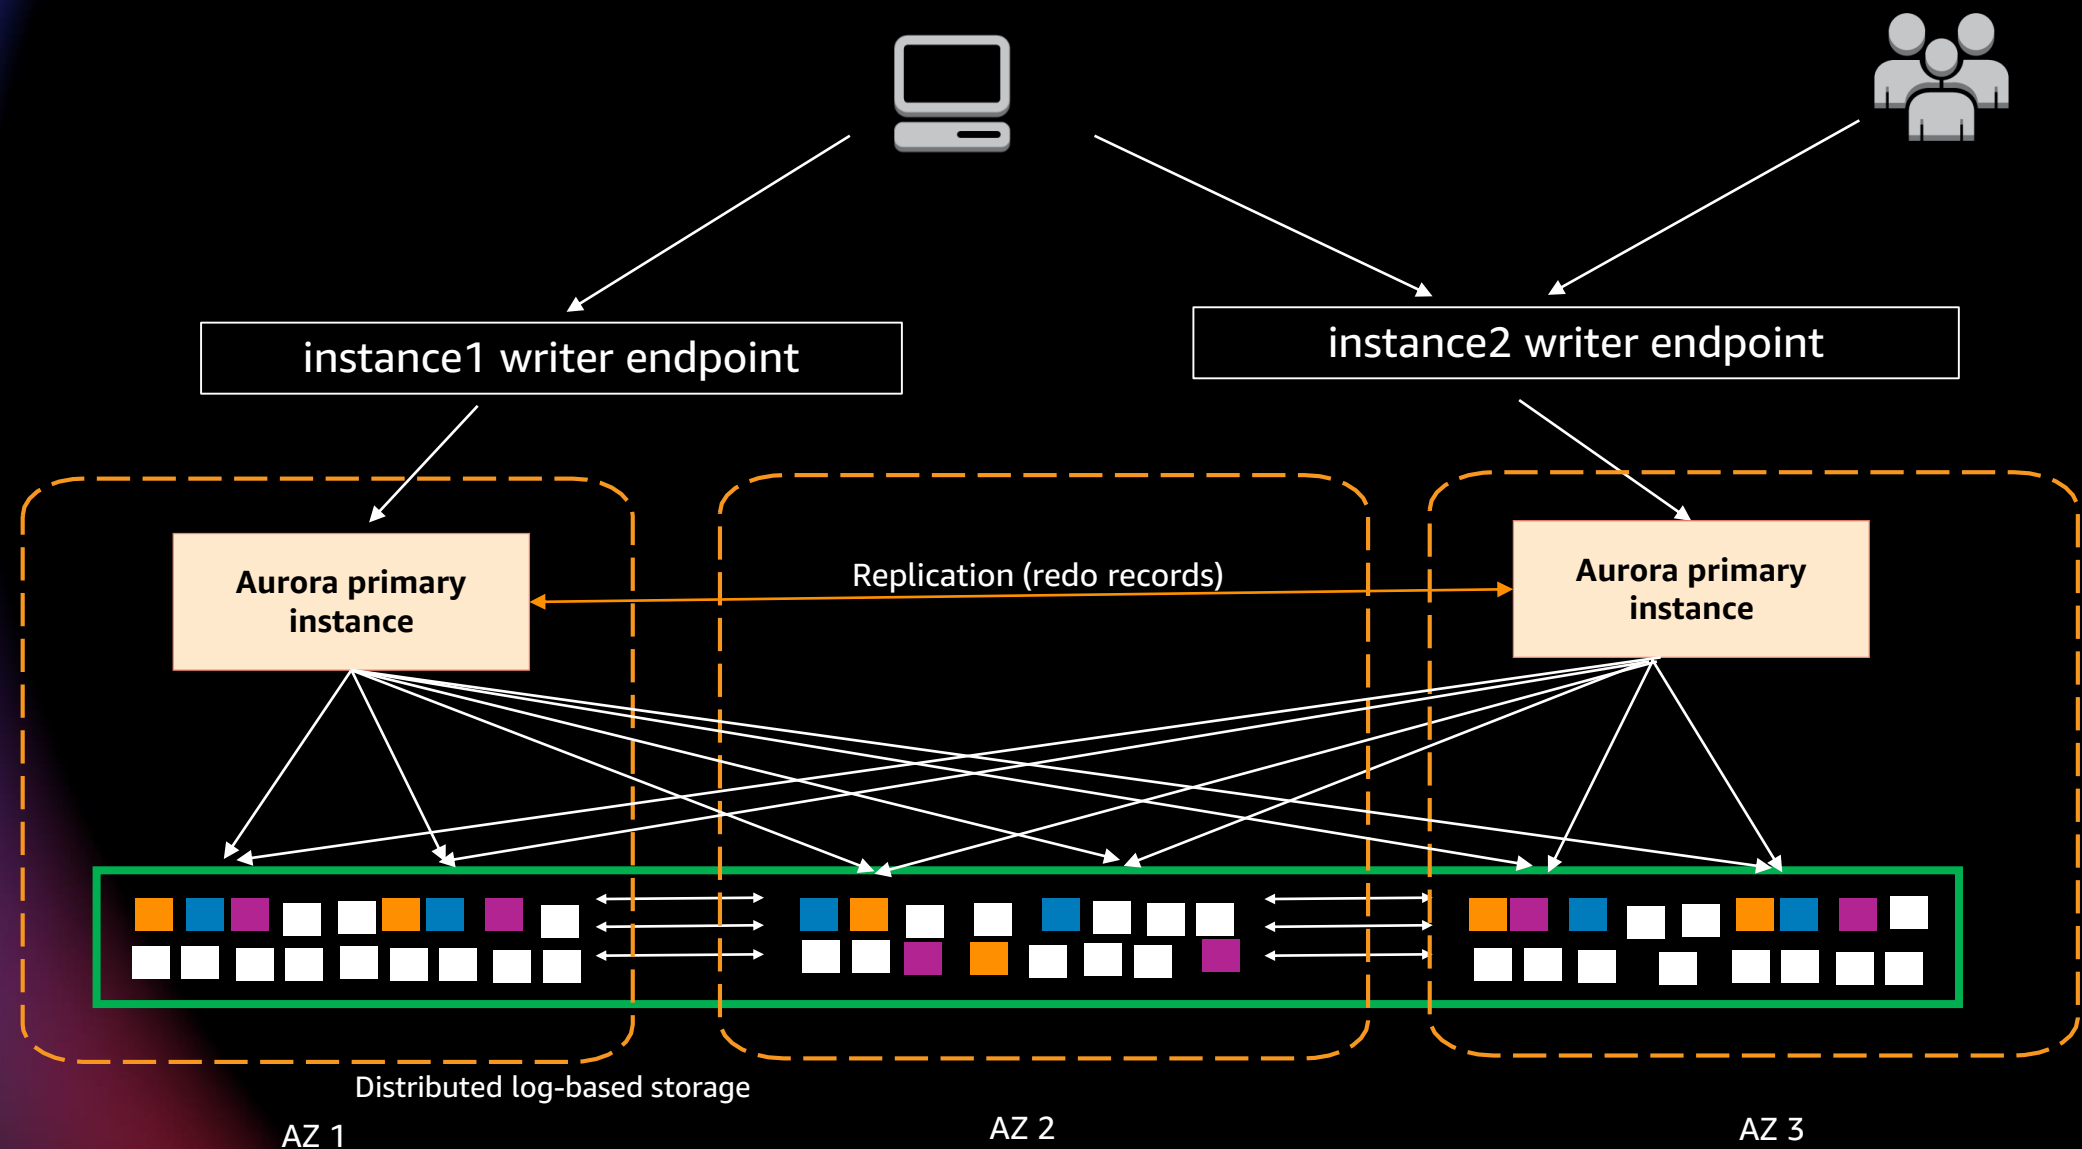 instance1 writer endpoint
instance2 writer endpoint
Aurora primary
instance
Replication (redo records)
Aurora primary
instance
Distributed log-based storage
AZ 1
AZ 2
AZ 3